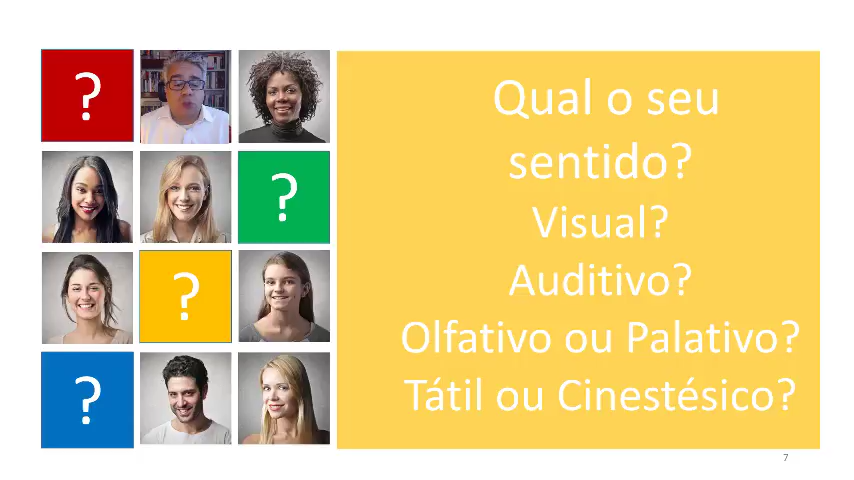 ?
?
?
?
Qual o seu
sentido?
Visual?
Auditivo?
Olfativo ou Palativo?
Tátil ou Cinestésico?
7